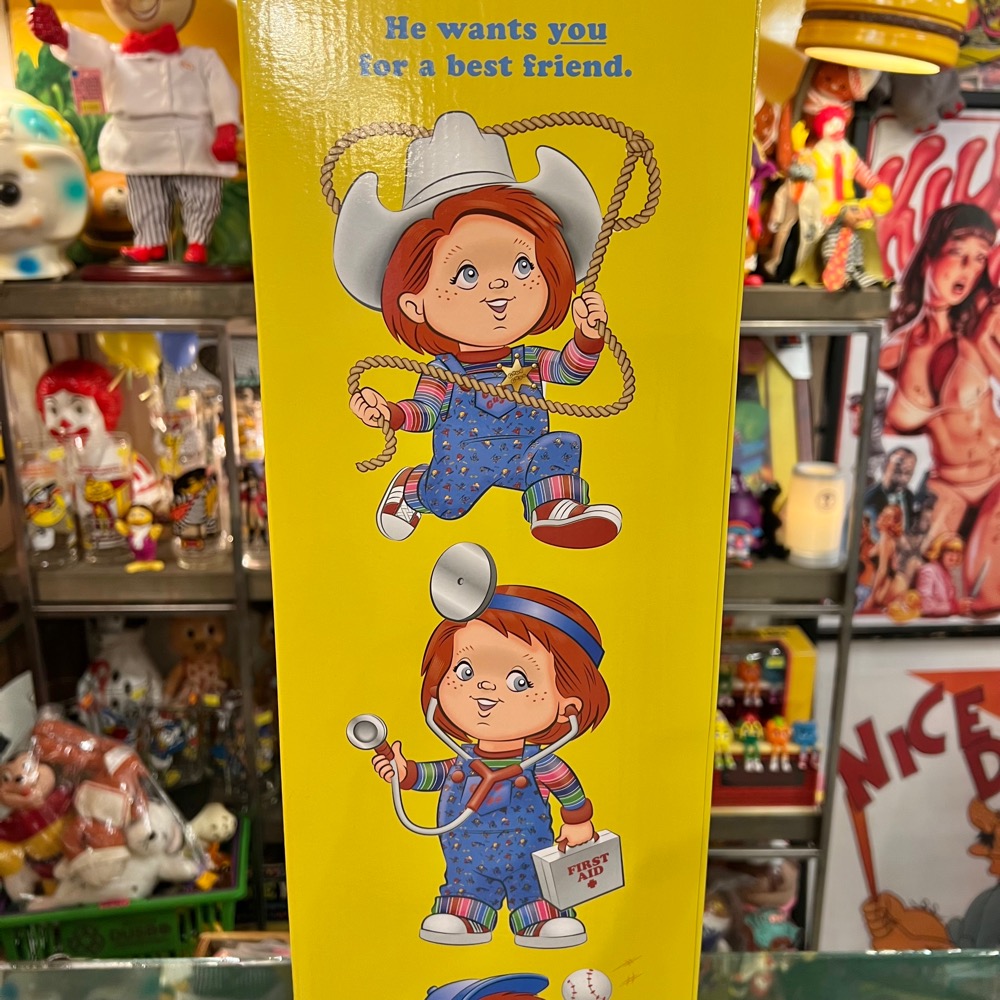 He wants you
for a best friend.
FIRST
AID
NICE